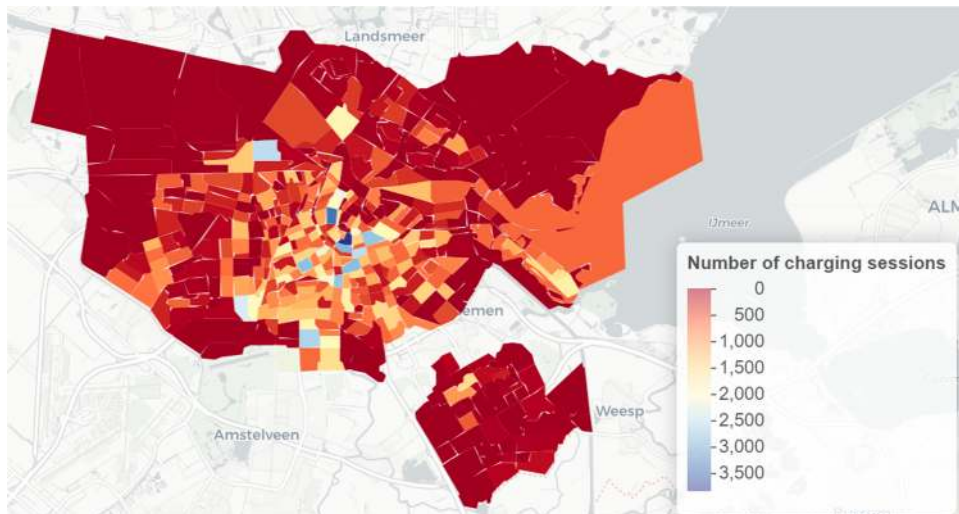 Landsmeer
IJmeer
ALM
Number of charging sessions
0
500
1,000
1,500
2,000
2,500
3,000
3,500
emen
Weesp
Amstelveen